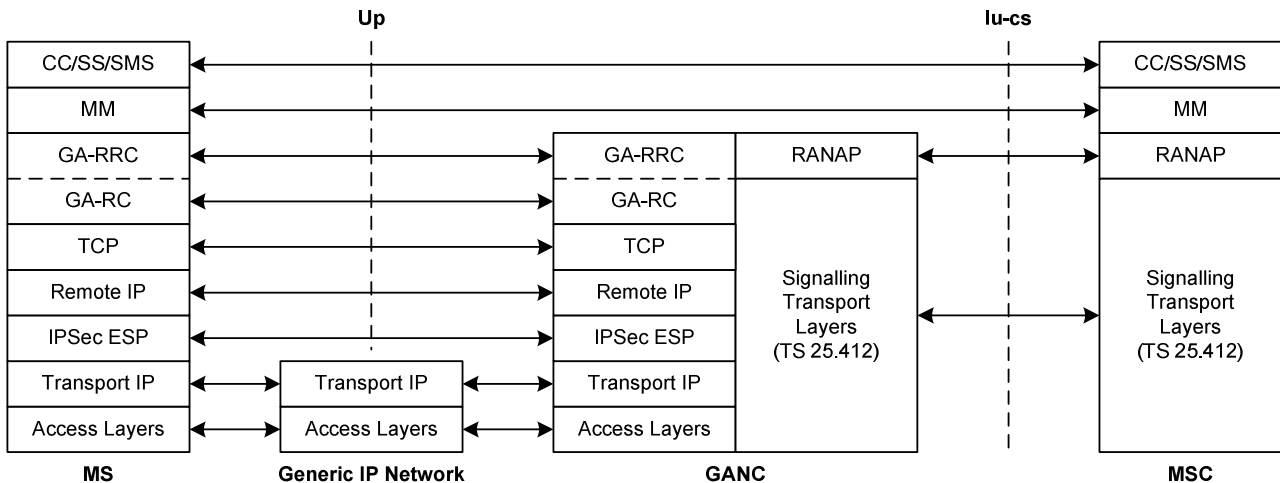 Up
Iu-cs
CC/SS/SMS
CC/SS/SMS
MM
MM
GA-RRC
GA-RRC
RANAP
RANAP
GA-RC
GA-RC
TCP
TCP
Remote IP
Remote IP
Signalling
Transport
Layers
(TS 25.412)
Signalling
Transport
Layers
(TS 25.412)
IPSec ESP
IPSec ESP
Transport IP
Transport IP
Transport IP
Access Layers
Access Layers
Access Layers
MS
Generic IP Network
GANC
MSC